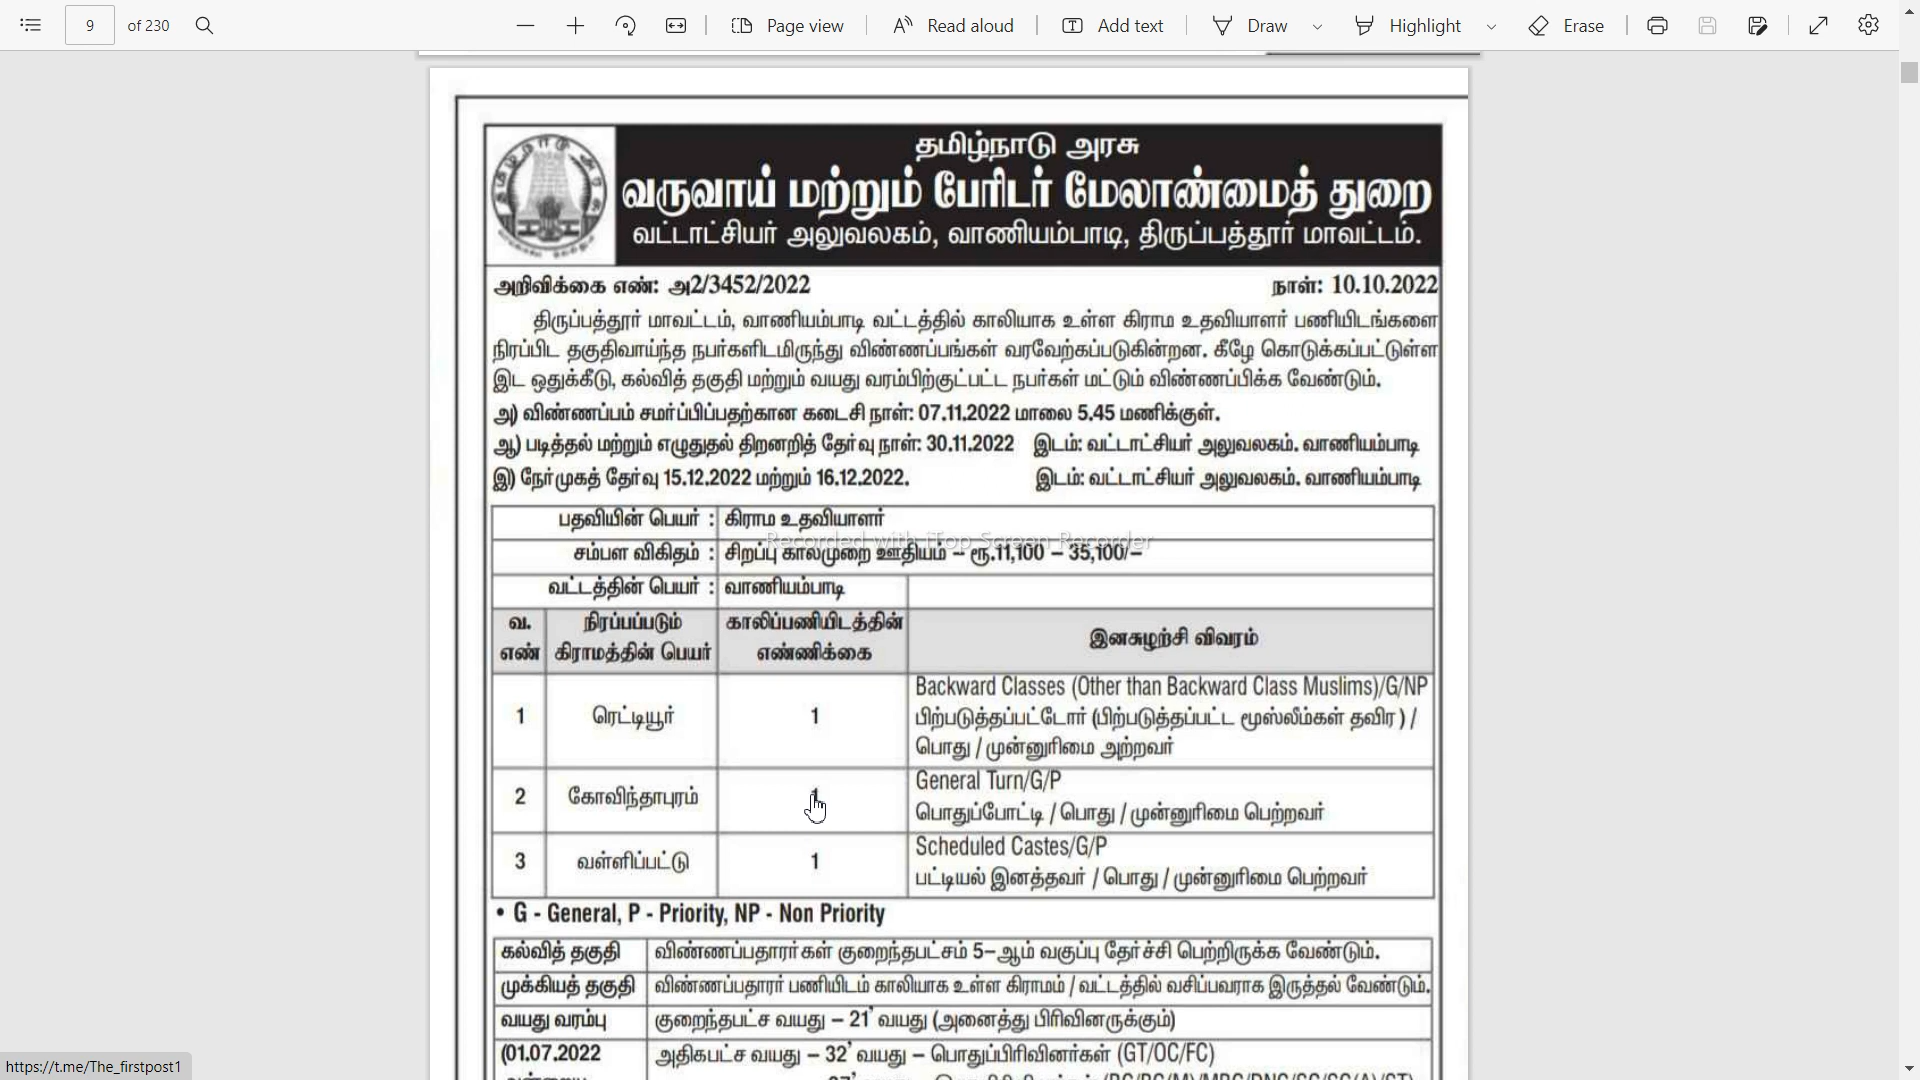 9 of 230 Page view Read aloud Add text Draw Highlight Erase
தமிழ்நாடு அரசு
வருவாய் மற்றும் பேரிடர் மேலாண்மைத் துறை
வட்டாட்சியர் அலுவலகம், வாணியம்பாடி, திருப்பத்தூர் மாவட்டம்.
அறிவிக்கை எண்: அ2/3452/2022 நாள்: 10.10.2022
திருப்பத்தூர் மாவட்டம், வாணியம்பாடி வட்டத்தில் காலியாக உள்ள கிராம உதவியாளர் பணியிடங்களை
நிரப்பிட தகுதிவாய்ந்த நபர்களிடமிருந்து விண்ணப்பங்கள் வரவேற்கப்படுகின்றன. கீழே கொடுக்கப்பட்டுள்ள
இட ஒதுக்கீடு, கல்வித் தகுதி மற்றும் வயது வரம்பிற்குட்பட்ட நபர்கள் மட்டும் விண்ணப்பிக்க வேண்டும்.
அ) விண்ணப்பம் சமர்ப்பிப்பதற்கான கடைசி நாள்: 07.11.2022 மாலை 5.45 மணிக்குள்.
ஆ) படித்தல் மற்றும் எழுதுதல் திறனறித் தேர்வு நாள்: 30.11.2022 இடம்: வட்டாட்சியர் அலுவலகம். வாணியம்பாடி
இ) நேர்முகத் தேர்வு 15.12.2022 மற்றும் 16.12.2022. இடம்: வட்டாட்சியர் அலுவலகம். வாணியம்பாடி
பதவியின் பெயர் : கிராம உதவியாளர்
Recorded with iTop Screen Recorder
சம்பள விகிதம் : சிறப்பு காலமுறை ஊதியம் – ரூ.11,100 – 35,100/–
வட்டத்தின் பெயர் : வாணியம்பாடி
வ. எண் நிரப்பப்படும் கிராமத்தின் பெயர் காலிப்பணியிடத்தின் எண்ணிக்கை இனசுழற்சி விவரம்
1 ரெட்டியூர் 1 Backward Classes (Other than Backward Class Muslims)/G/NP
பிற்படுத்தப்பட்டோர் (பிற்படுத்தப்பட்ட மூஸ்லீம்கள் தவிர ) /
பொது / முன்னுரிமை அற்றவர்
2 கோவிந்தாபுரம் 1 General Turn/G/P
பொதுப்போட்டி / பொது / முன்னுரிமை பெற்றவர்
3 வள்ளிப்பட்டு 1 Scheduled Castes/G/P
பட்டியல் இனத்தவர் / பொது / முன்னுரிமை பெற்றவர்
• G - General, P - Priority, NP - Non Priority
கல்வித் தகுதி விண்ணப்பதாரர்கள் குறைந்தபட்சம் 5–ஆம் வகுப்பு தேர்ச்சி பெற்றிருக்க வேண்டும்.
முக்கியத் தகுதி விண்ணப்பதாரர் பணியிடம் காலியாக உள்ள கிராமம் / வட்டத்தில் வசிப்பவராக இருத்தல் வேண்டும்.
வயது வரம்பு குறைந்தபட்ச வயது – 21' வயது (அனைத்து பிரிவினருக்கும்)
(01.07.2022 அதிகபட்ச வயது – 32' வயது – பொதுப்பிரிவினர்கள் (GT/OC/FC)
https://t.me/The_firstpost1